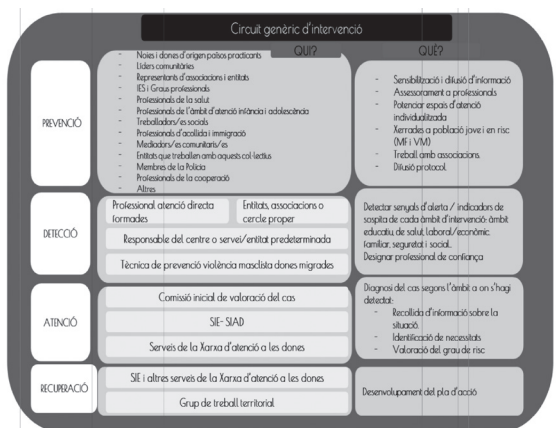 Circuit genèric d'intervenció
QUI?
QUÈ?
PREVENCIÓ
- Noies i dones d'origen països practicants
- Líders comunitàries
- Representants d'associacions i entitats
- IES i Graus professionals
- Professionals de la salut
- Professionals de l'àmbit d'atenció infància i adolescència
- Treballadors/es socials
- Professionals d'acollida i immigració
- Mediadors/es comunitaris/es
- Entitats que treballen amb aquests col·lectius
- Membres de la Policia
- Professionals de la cooperació
- Altres
- Sensibilització i difusió d'informació
- Assessorament a professionals
- Potenciar espais d'atenció
individualitzada
- Xerrades a població jove i en risc
(MF i VM)
- Treball amb associacions.
- Difusió protocol.
DETECCIÓ
Professional atenció directa
formades
Entitats, associacions o
cercle proper
Responsable del centre o servei/entitat predeterminada
Tècnica de prevenció violència masclista dones migrades
Detectar senyals d'alerta / indicadors de
sospita de cada àmbit d'intervenció: àmbit
educatiu, de salut, laboral/econòmic,
familiar, seguretat i social.
Designar professional de confiança
ATENCIÓ
Comissió inicial de valoració del cas
SIE- SIAD
Serveis de la Xarxa d'atenció a les dones
Diagnosi del cas segons l'àmbit a on s'hagi
detectat:
- Recollida d'informació sobre la
situació.
- Identificació de necessitats
- Valoració del grau de risc
RECUPERACIÓ
SIE i altres serveis de la Xarxa d'atenció a les dones
Grup de treball territorial
Desenvolupament del pla d'acció